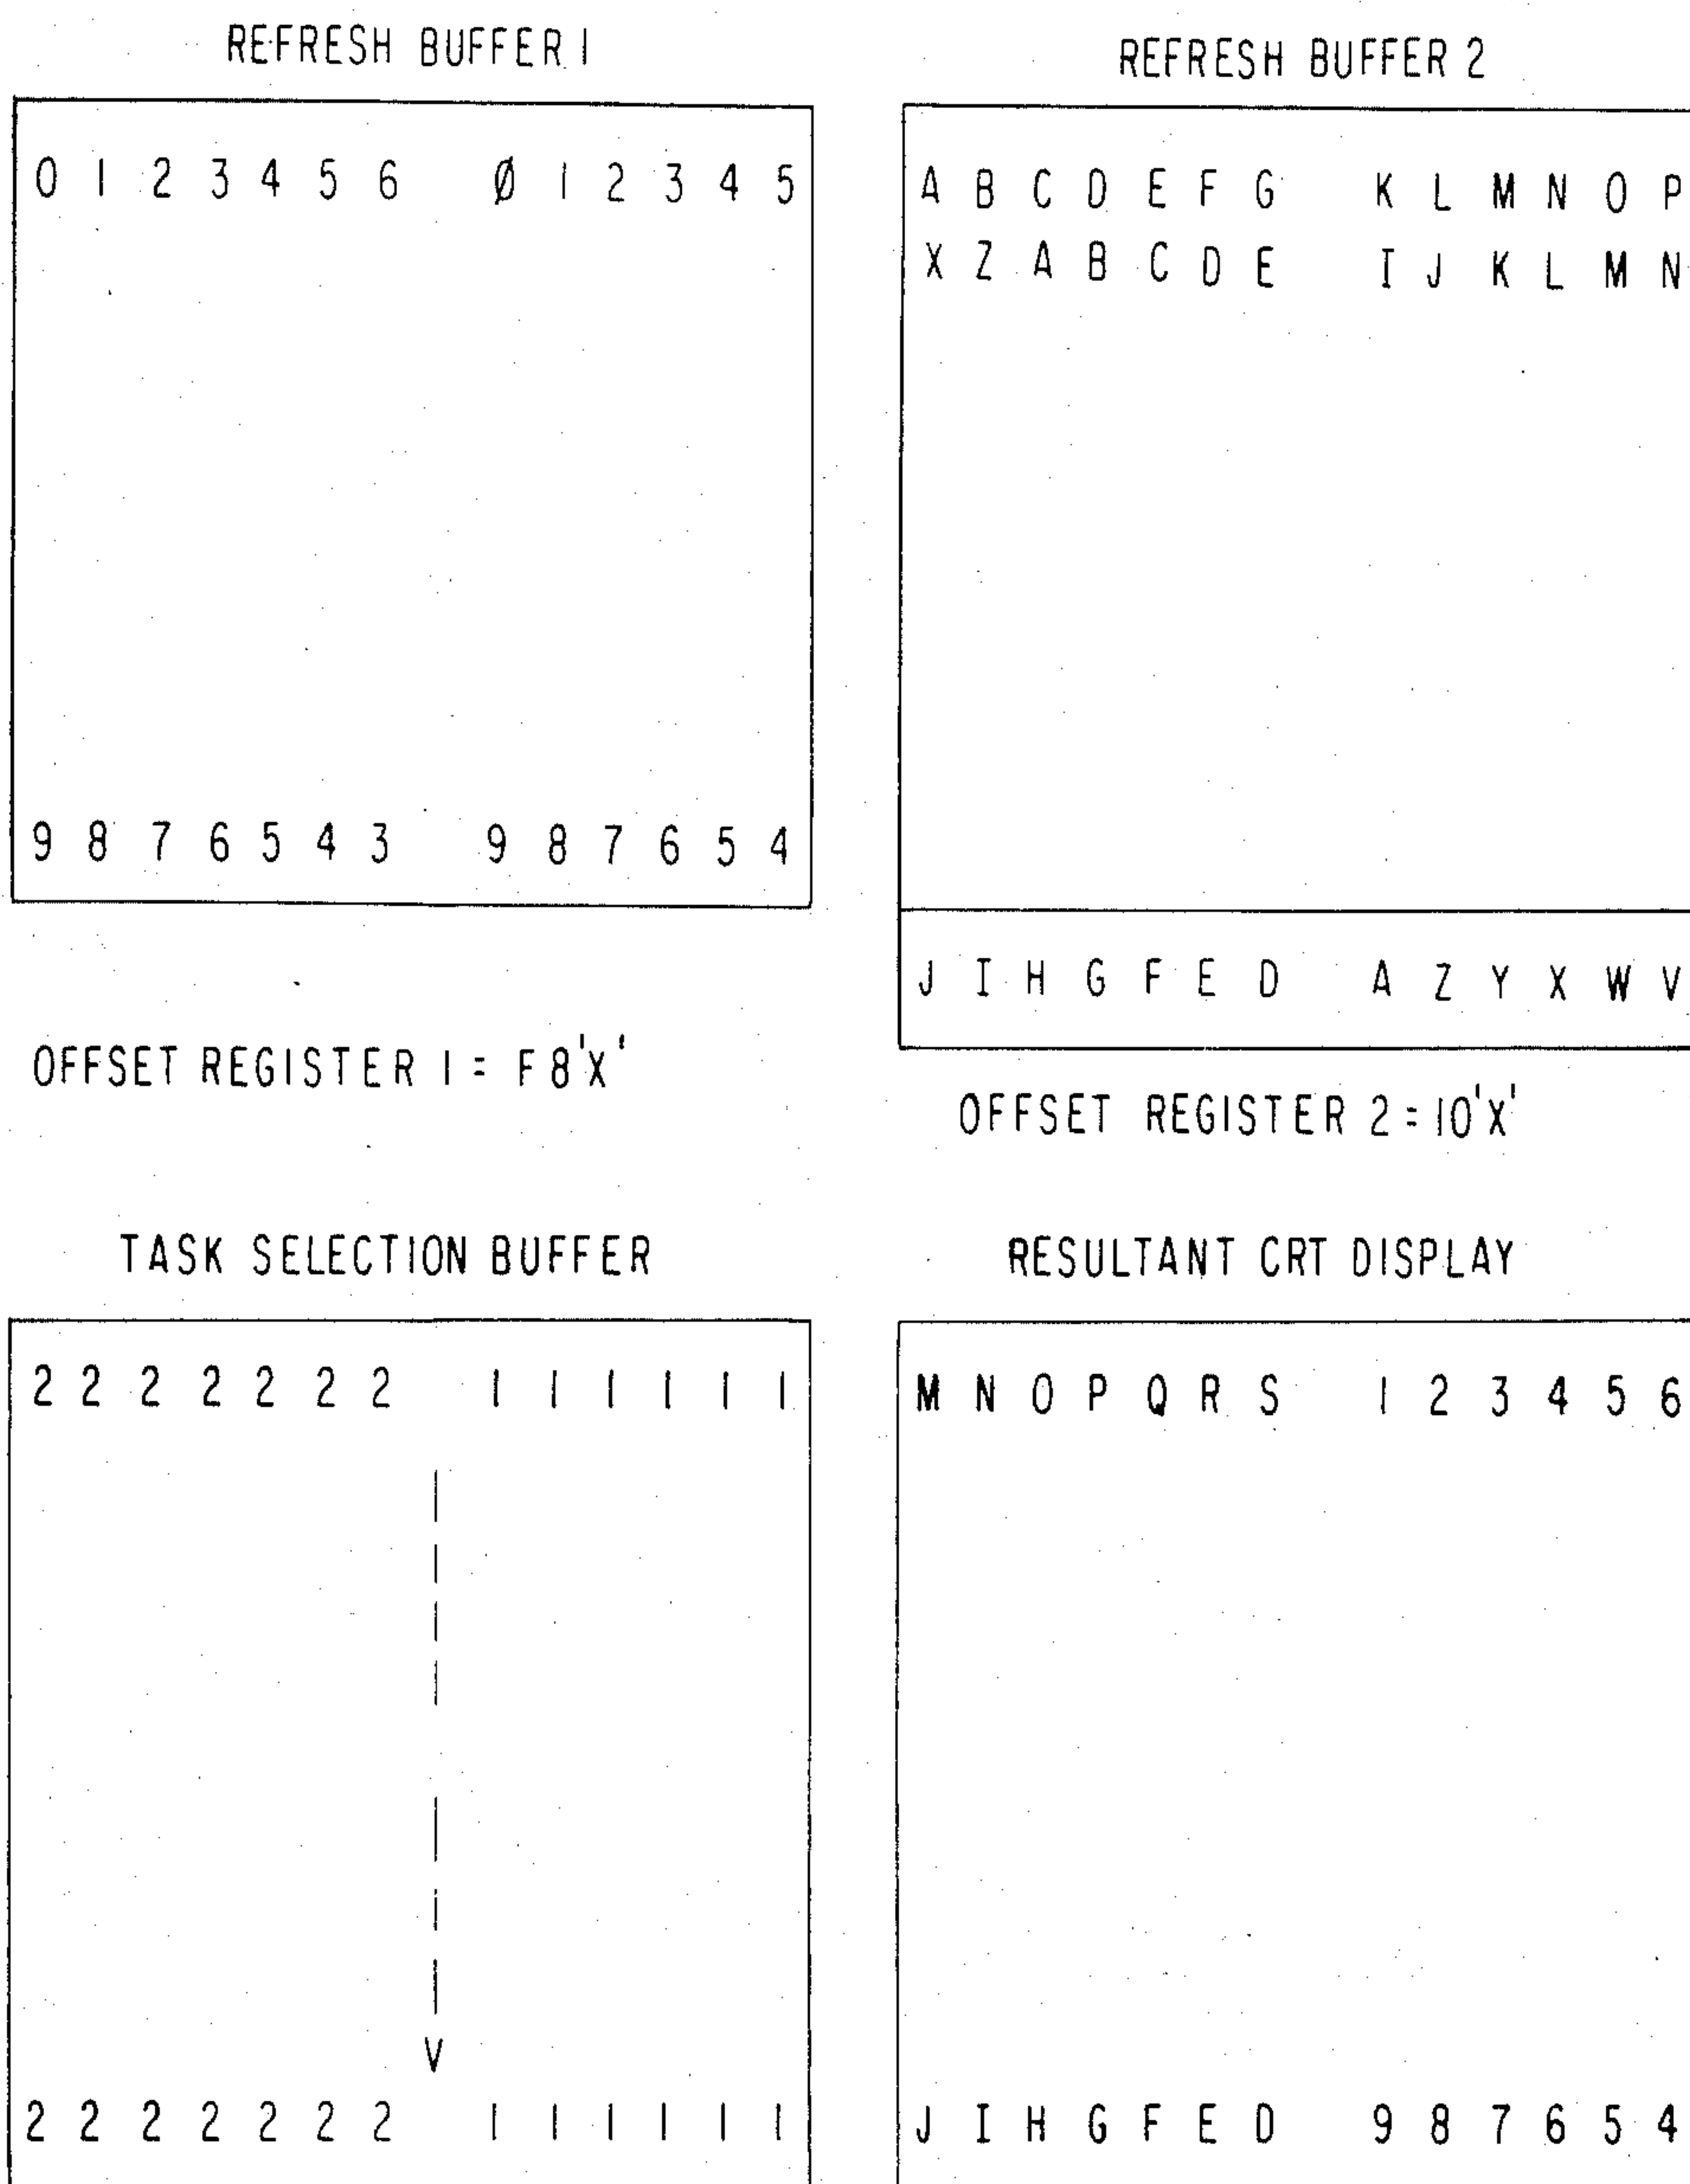 REFRESH BUFFER 1
0 1 2 3 4 5 6 Ø 1 2 3 4 5
9 8 7 6 5 4 3 9 8 7 6 5 4
OFFSET REGISTER 1 = F8'X'
REFRESH BUFFER 2
A B C D E F G K L M N O P
X Z A B C D E I J K L M N
J I H G F E D A Z Y X W V
OFFSET REGISTER 2 = 10'X'
TASK SELECTION BUFFER
2 2 2 2 2 2 2 1 1 1 1 1 1
V
2 2 2 2 2 2 2 1 1 1 1 1 1
RESULTANT CRT DISPLAY
M N O P Q R S 1 2 3 4 5 6
J I H G F E D 9 8 7 6 5 4